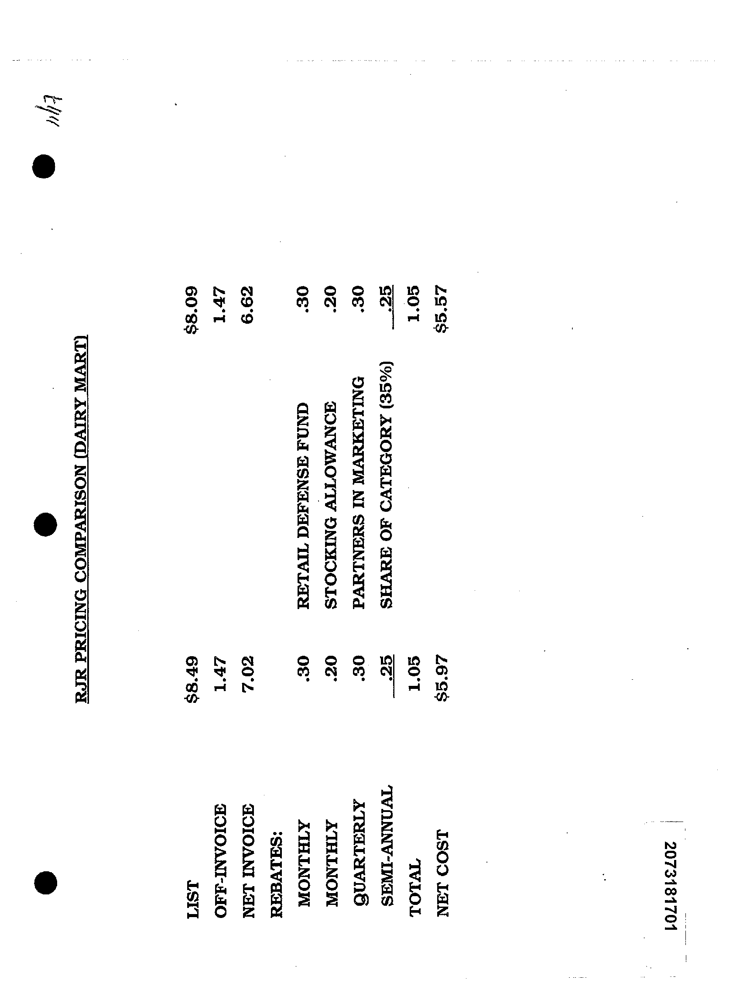 RJR PRICING COMPARISON (DAIRY MART)
LIST $8.49 $8.09
OFF-INVOICE 1.47 1.47
NET INVOICE 7.02 6.62
REBATES:
MONTHLY .30 RETAIL DEFENSE FUND .30
MONTHLY .20 STOCKING ALLOWANCE .20
QUARTERLY .30 PARTNERS IN MARKETING .30
SEMI-ANNUAL .25 SHARE OF CATEGORY (35%) .25
TOTAL 1.05 1.05
NET COST $5.97 $5.57
2073181701